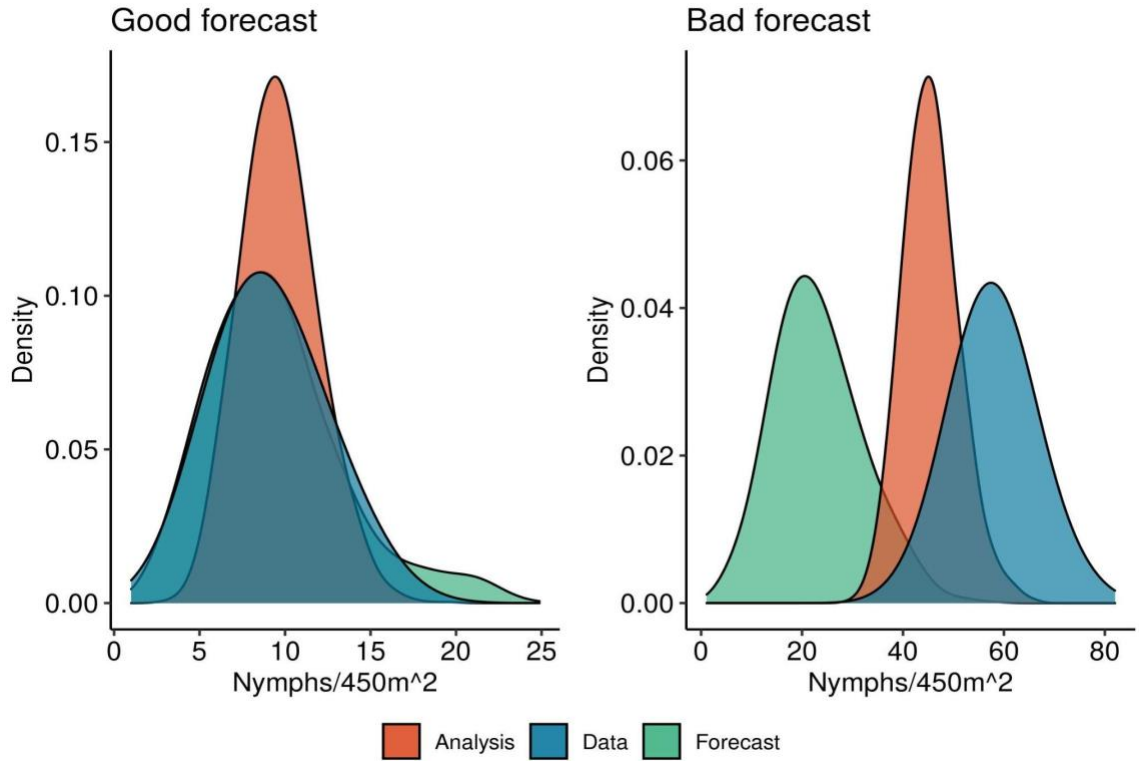 Good forecast
Bad forecast
Density
0.15
0.10
0.05
0.00
0 5 10 15 20 25
Nymphs/450m^2
Density
0.06
0.04
0.02
0.00
0 20 40 60 80
Nymphs/450m^2
Analysis Data Forecast